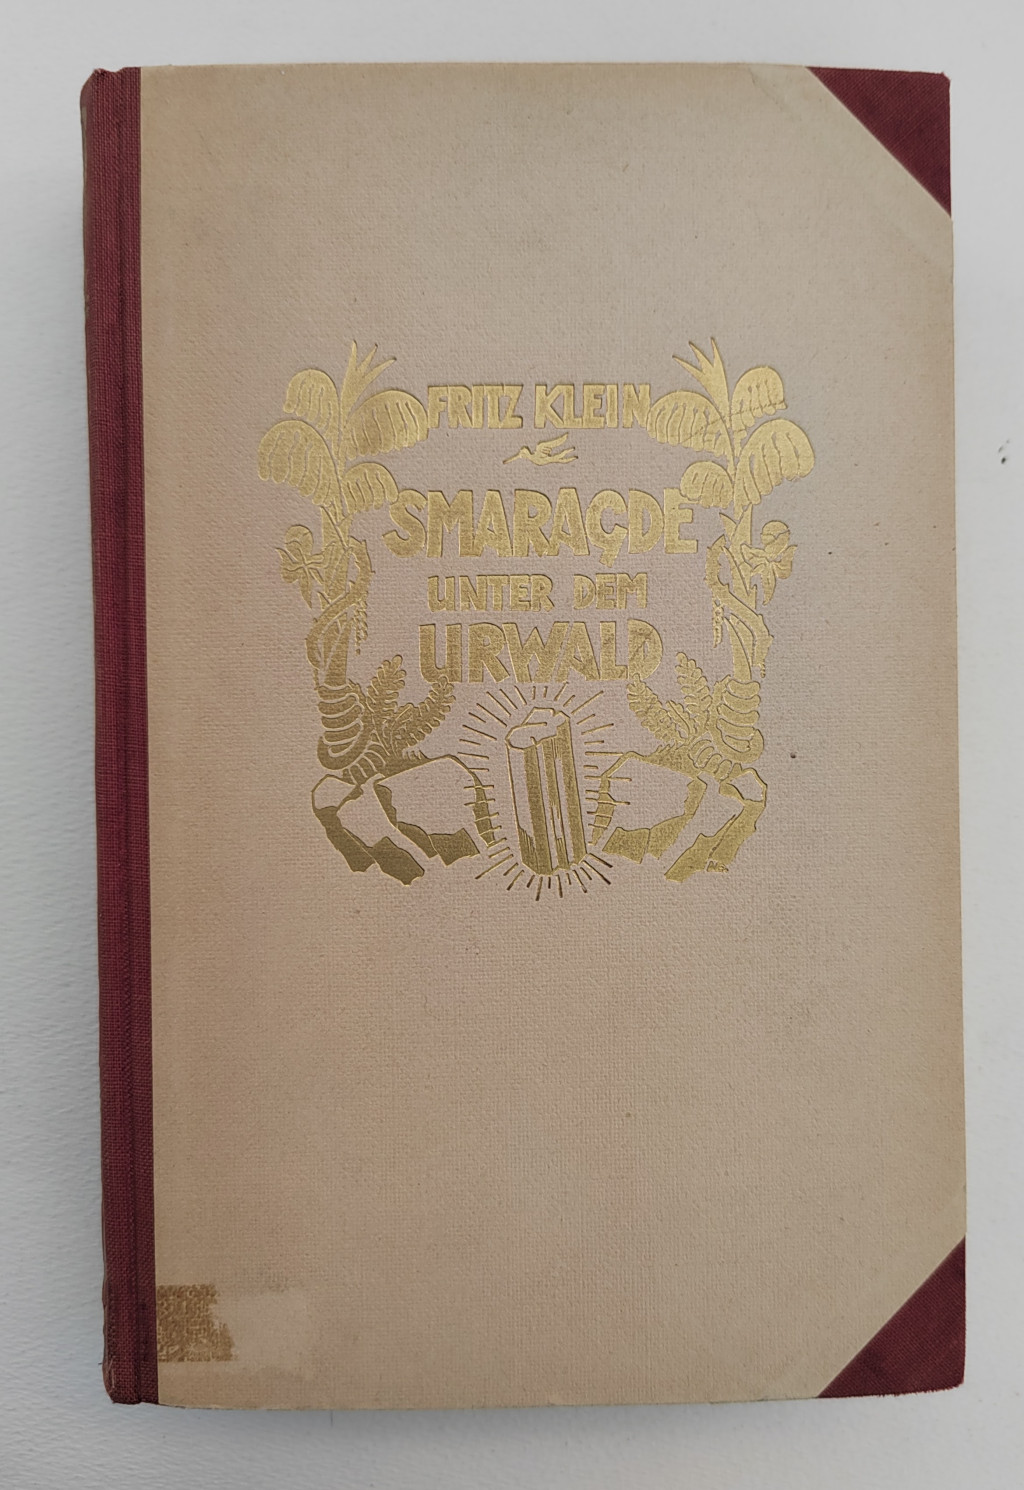 FRITZ KLEIN
SMARAGDE
UNTER DEM
URWALD